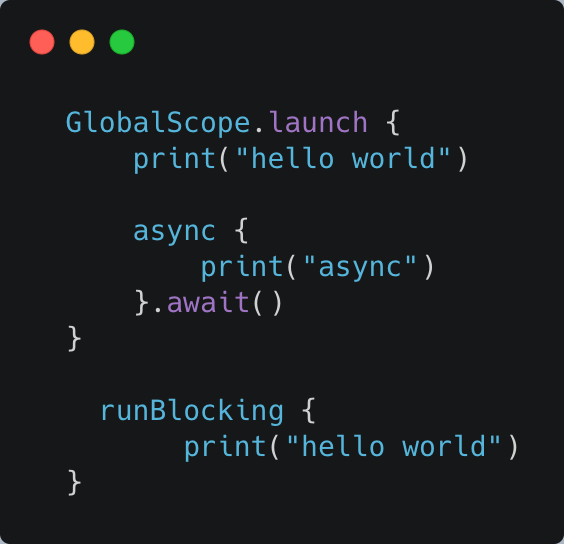 GlobalScope.launch {
    print("hello world")

    async {
        print("async")
    }.await()
}

  runBlocking {
       print("hello world")
}